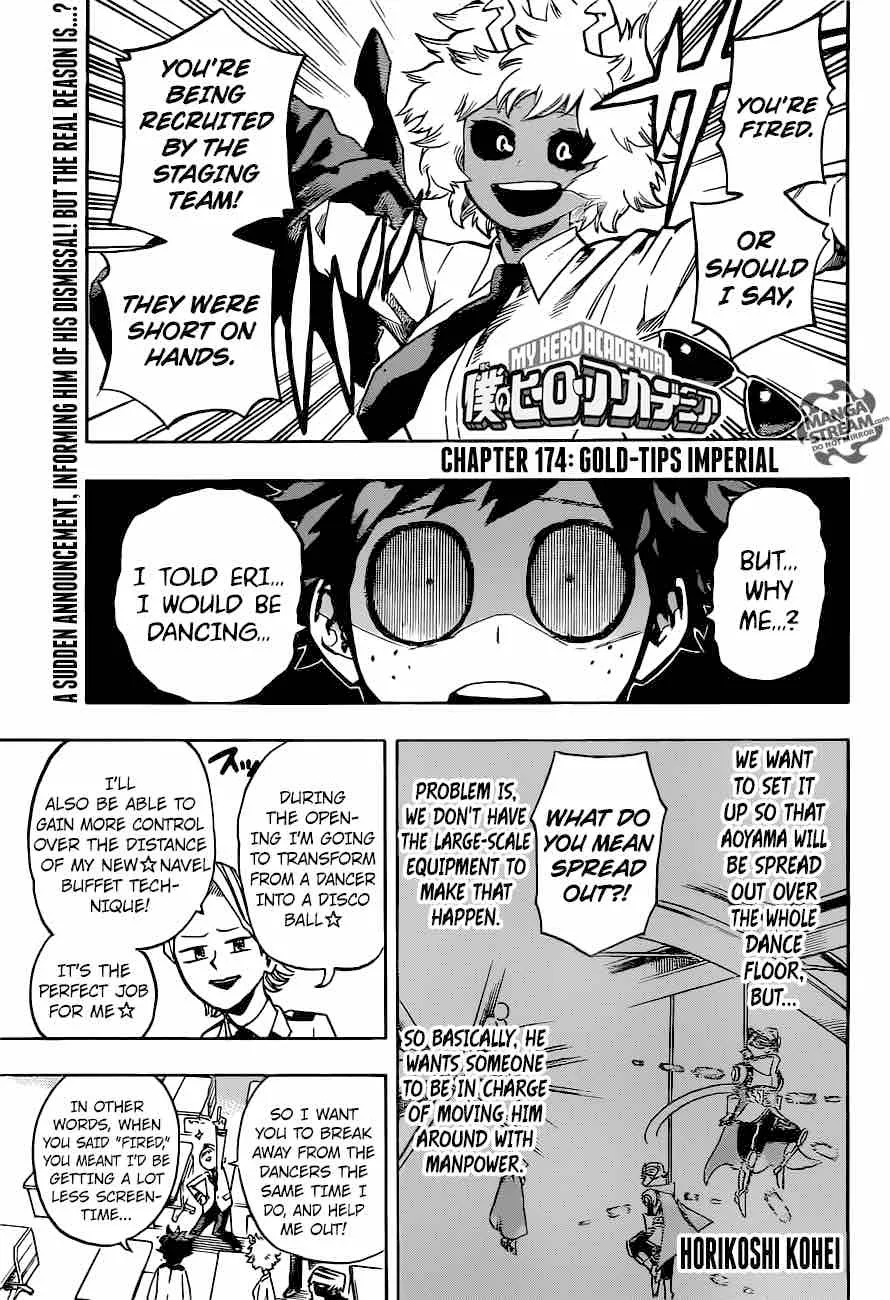 A SUDDEN ANNOUNCEMENT, INFORMING HIM OF HIS DISMISSAL! BUT THE REAL REASON IS...?
YOU'RE
FIRED.
OR
SHOULD
I SAY,
YOU'RE
BEING
RECRUITED
BY THE
STAGING
TEAM!
THEY WERE
SHORT ON
HANDS.
MY HERO ACADEMIA
僕のヒーローアカデミア
MANGA
STREAM.com
DO NOT MIRROR
CHAPTER 174: GOLD-TIPS IMPERIAL
BUT...
WHY
ME...?
I TOLD ERI...
I WOULD BE
DANCING...
WE WANT
TO SET IT
UP SO THAT
AOYAMA WILL
BE SPREAD
OUT OVER
THE WHOLE
DANCE
FLOOR,
BUT...
WHAT DO
YOU MEAN
SPREAD
OUT?!
PROBLEM IS,
WE DON'T HAVE
THE LARGE-SCALE
EQUIPMENT TO
MAKE THAT
HAPPEN.
SO BASICALLY, HE
WANTS SOMEONE
TO BE IN CHARGE
OF MOVING HIM
AROUND WITH
MANPOWER.
HORIKOSHI KOHEI
スッ
DURING
THE OPEN-
ING I'M GOING
TO TRANSFORM
FROM A DANCER
INTO A DISCO
BALL☆
I'LL
ALSO BE ABLE TO
GAIN MORE CONTROL
OVER THE DISTANCE
OF MY NEW☆NAVEL
BUFFET TECH-
NIQUE!
IT'S THE
PERFECT JOB
FOR ME☆
SO I WANT
YOU TO BREAK
AWAY FROM THE
DANCERS THE
SAME TIME I
DO, AND HELP
ME OUT!
IN OTHER
WORDS, WHEN
YOU SAID "FIRED,"
YOU MEANT I'D BE
GETTING A LOT
LESS SCREEN-
TIME...